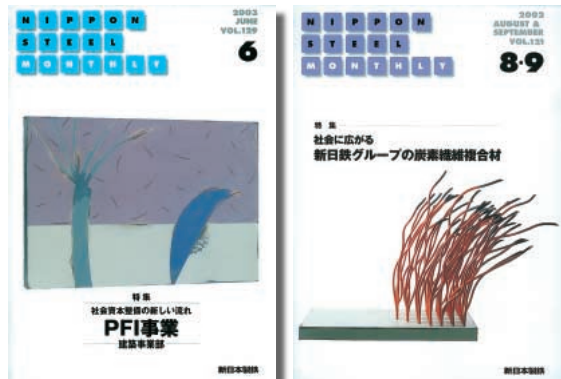 NIPPON
STEEL
MONTHLY
2003
JUNE
VOL.129
6
特集
社会資本整備の新しい流れ
PFI事業
建築事業部
新日本製鐵
NIPPON
STEEL
MONTHLY
2002
AUGUST &
SEPTEMBER
VOL.121
8・9
特集
社会に広がる
新日鉄グループの炭素繊維複合材
新日本製鐵